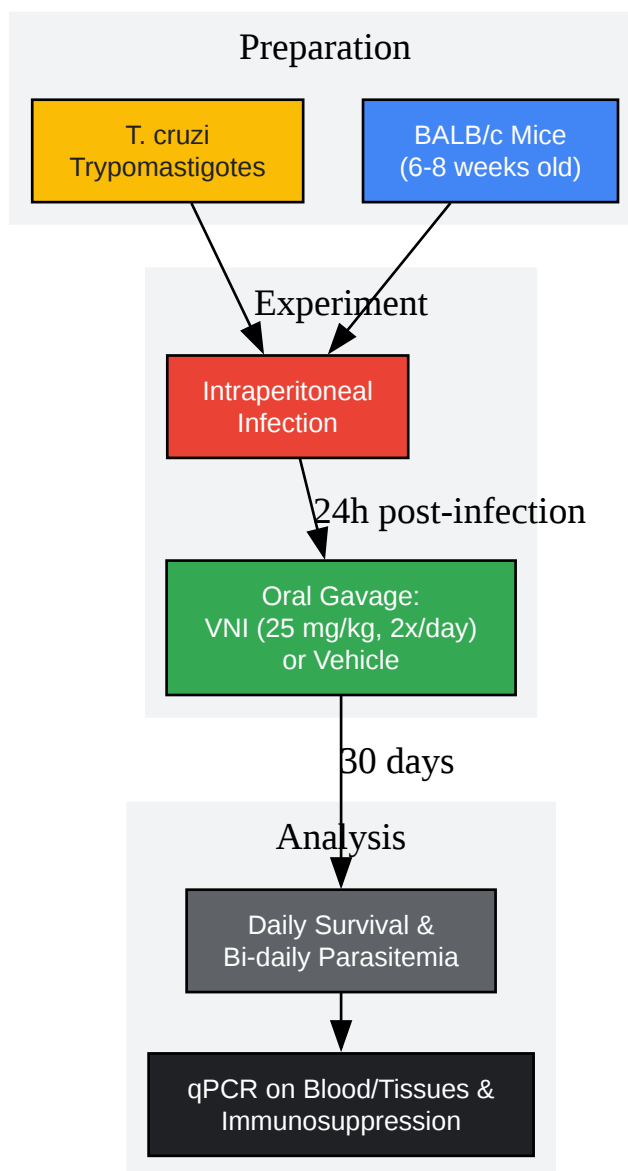 Preparation
T. cruzi
Trypomastigotes
BALB/c Mice
(6-8 weeks old)
Experiment
Intraperitoneal
Infection
24h post-infection
Oral Gavage:
VNI (25 mg/kg, 2x/day)
or Vehicle
30 days
Analysis
Daily Survival &
Bi-daily Parasitemia
qPCR on Blood/Tissues &
Immunosuppression